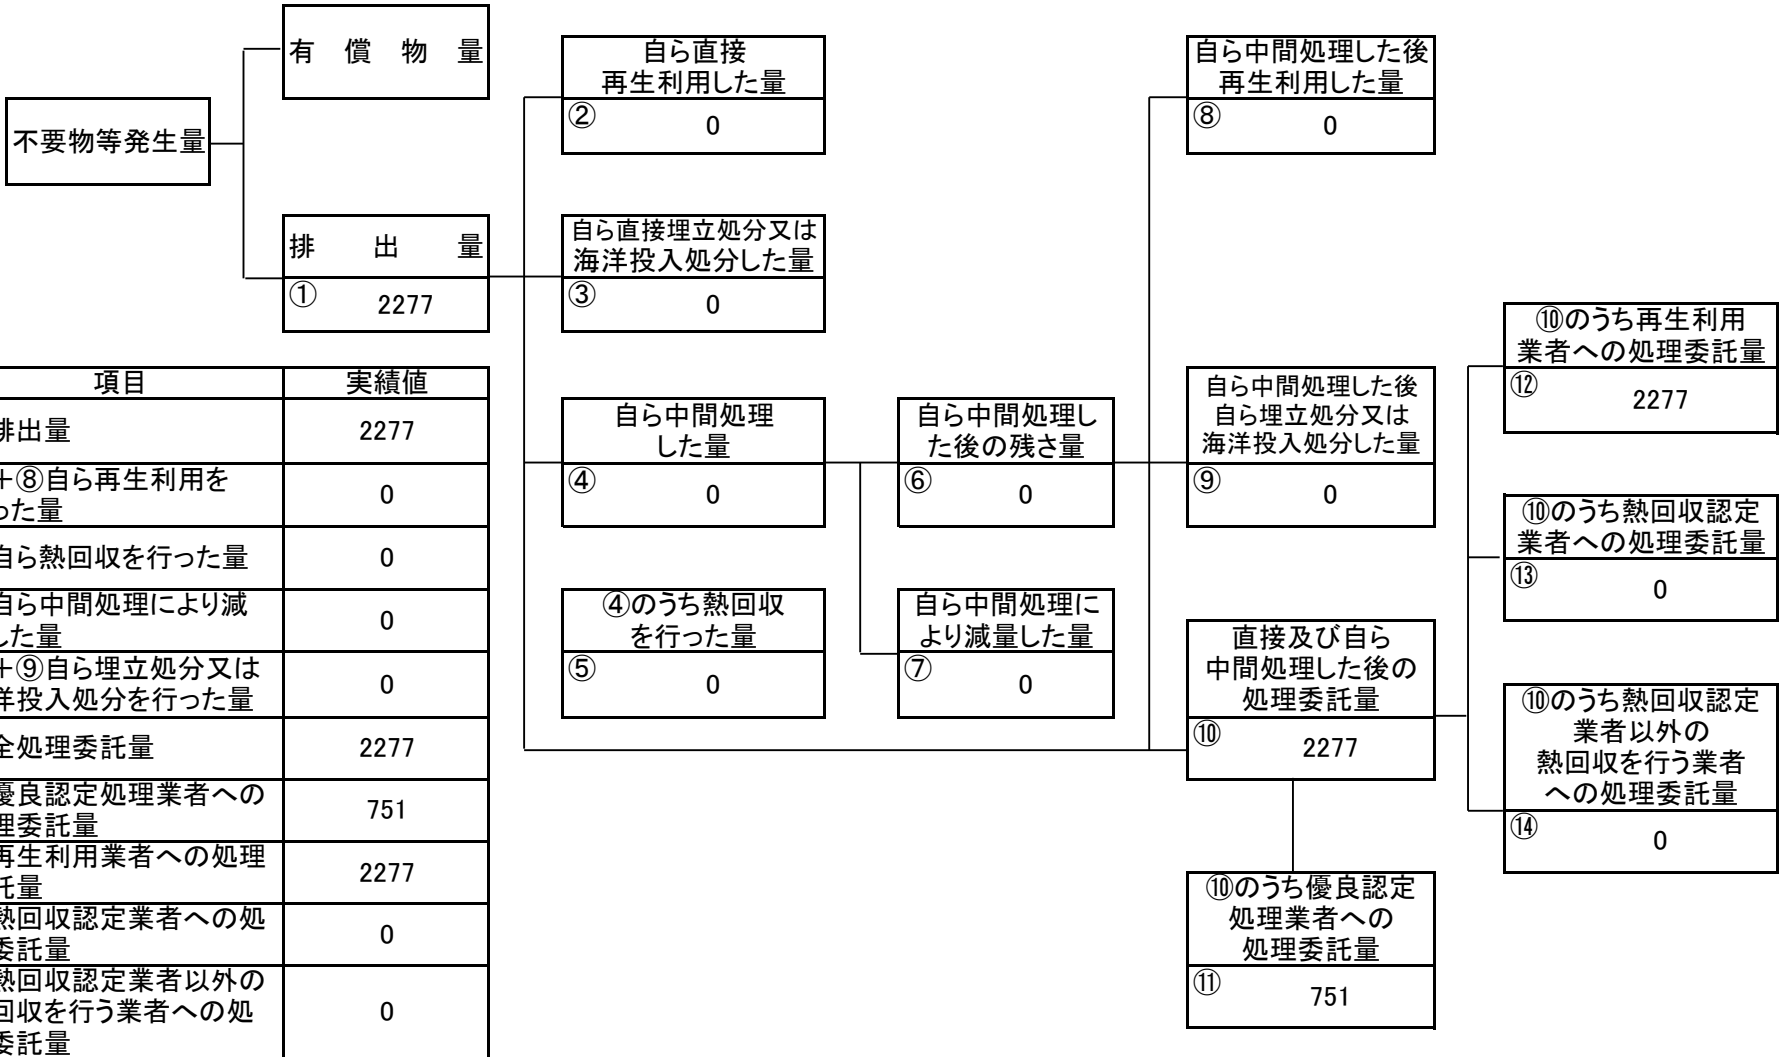 有償物量
不要物等発生量
排出量
① 2277
自ら直接
再生利用した量
② 0
自ら直接埋立処分又は
海洋投入処分した量
③ 0
自ら中間処理
した量
④ 0
④のうち熱回収
を行った量
⑤ 0
自ら中間処理し
た後の残さ量
⑥ 0
自ら中間処理に
より減量した量
⑦ 0
自ら中間処理した後
再生利用した量
⑧ 0
自ら中間処理した後
自ら埋立処分又は
海洋投入処分した量
⑨ 0
直接及び自ら
中間処理した後の
処理委託量
⑩ 2277
⑩のうち優良認定
処理業者への
処理委託量
⑪ 751
⑩のうち再生利用
業者への処理委託量
⑫ 2277
⑩のうち熱回収認定
業者への処理委託量
⑬ 0
⑩のうち熱回収認定
業者以外の
熱回収を行う業者
への処理委託量
⑭ 0
項目 実績値
排出量 2277
+⑧自ら再生利用を
った量 0
自ら熱回収を行った量 0
自ら中間処理により減
した量 0
+⑨自ら埋立処分又は
洋投入処分を行った量 0
全処理委託量 2277
優良認定処理業者への
理委託量 751
再生利用業者への処理
託量 2277
熱回収認定業者への処
委託量 0
熱回収認定業者以外の
回収を行う業者への処
委託量 0